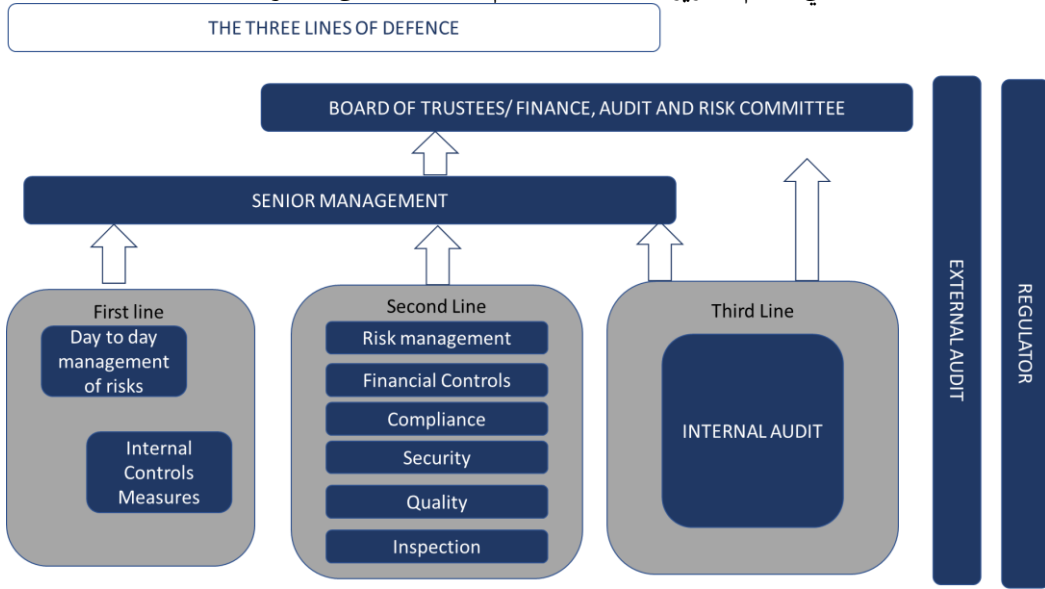 THE THREE LINES OF DEFENCE
BOARD OF TRUSTEES/ FINANCE, AUDIT AND RISK COMMITTEE
SENIOR MANAGEMENT
First line
Day to day
management
of risks
Internal
Controls
Measures
Second Line
Risk management
Financial Controls
Compliance
Security
Quality
Inspection
Third Line
INTERNAL AUDIT
EXTERNAL AUDIT
REGULATOR